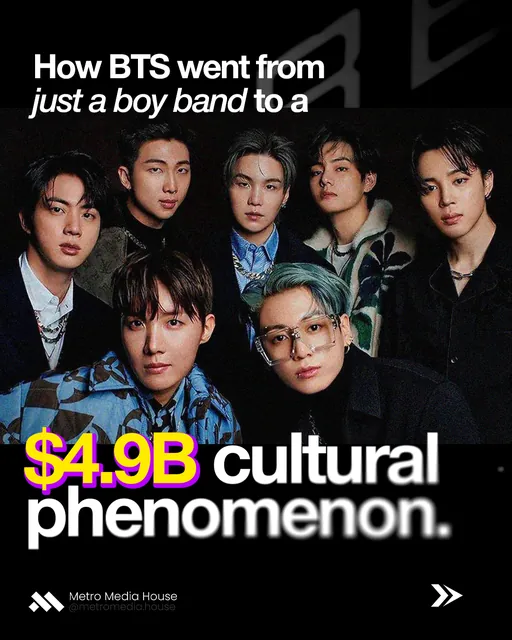 How BTS went from
just a boy band to a
$4.9B cultural
phenomenon.
Metro Media House
@metromedia.house